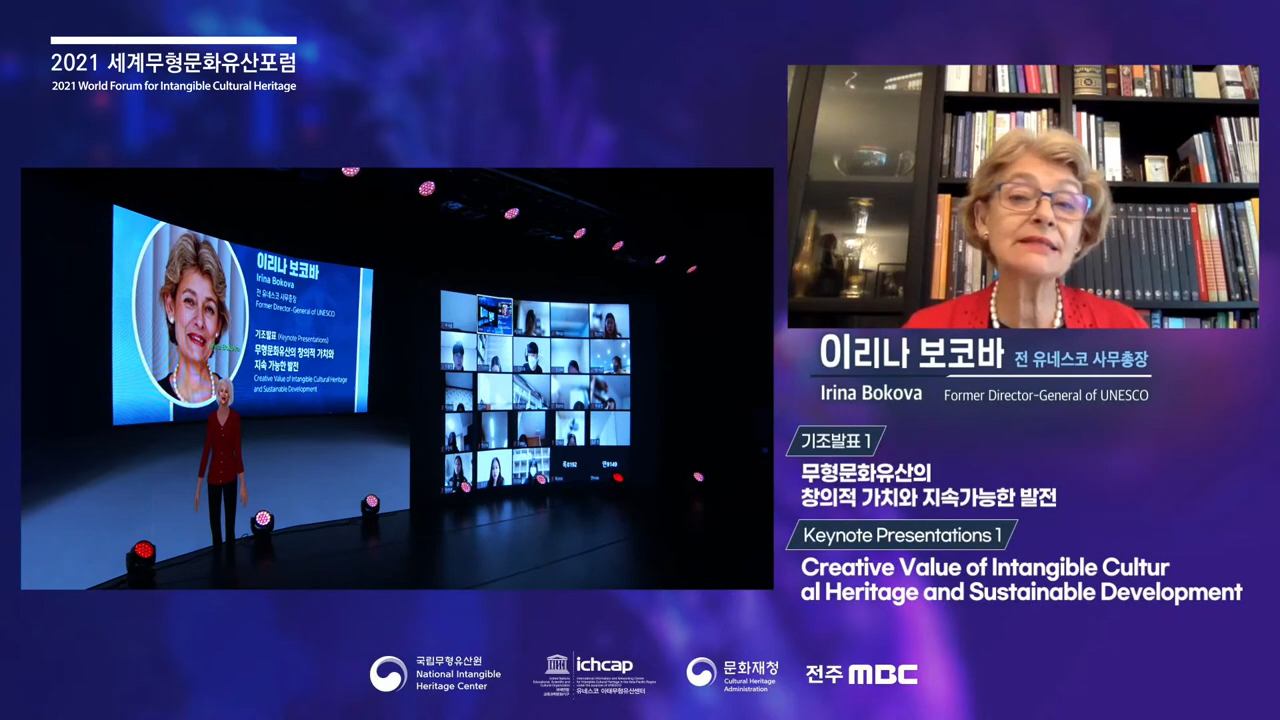 2021 세계무형문화유산포럼
2021 World Forum for Intangible Cultural Heritage
이리나 보코바
Irina Bokova
전 유네스코 사무총장
Former Director-General of UNESCO
기조발표 (Keynote Presentations)
무형문화유산의 창의적 가치와
지속 가능한 발전
Creative Value of Intangible Cultural Heritage
and Sustainable Development
이리나 보코바 전 유네스코 사무총장
Irina Bokova Former Director-General of UNESCO
기조발표 1
무형문화유산의
창의적 가치와 지속가능한 발전
Keynote Presentations 1
Creative Value of Intangible Cultur
al Heritage and Sustainable Development
국립무형유산원
National Intangible
Heritage Center
ichcap
유네스코 아태무형유산센터
문화재청
Cultural Heritage
Administration
전주 MBC